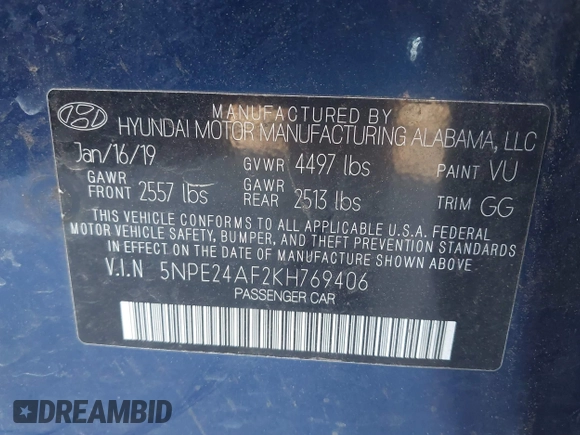 MANUFACTURED BY
HYUNDAI MOTOR MANUFACTURING ALABAMA, LLC
Jan/16/19 GVWR 4497 lbs PAINT VU
GAWR FRONT 2557 lbs GAWR REAR 2513 lbs TRIM GG
THIS VEHICLE CONFORMS TO ALL APPLICABLE U.S.A. FEDERAL
MOTOR VEHICLE SAFETY, BUMPER, AND THEFT PREVENTION STANDARDS
IN EFFECT ON THE DATE OF MANUFACTURE SHOWN ABOVE.
V.I.N 5NPE24AF2KH769406
PASSENGER CAR
DREAMBID